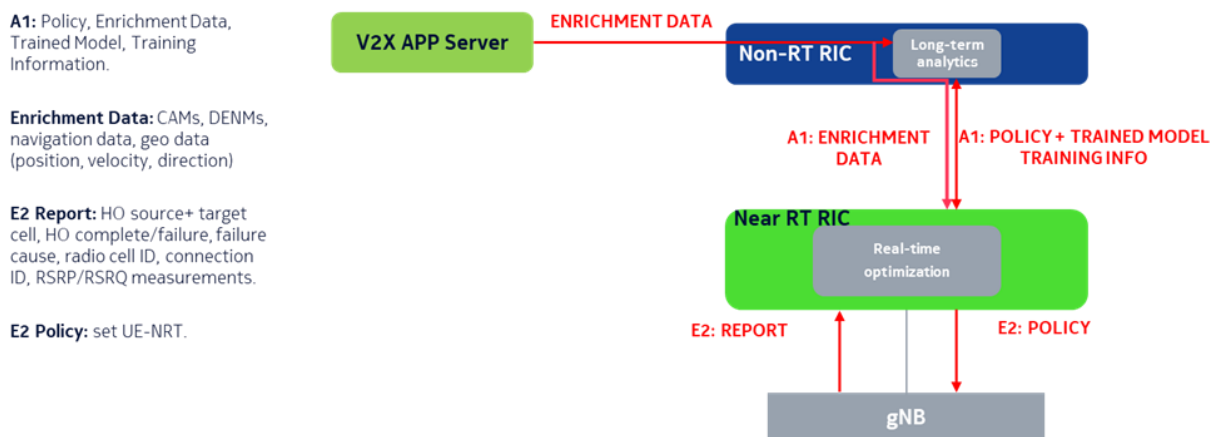 A1: Policy, Enrichment Data,
Trained Model, Training
Information.
Enrichment Data: CAMs, DENMs,
navigation data, geo data
(position, velocity, direction)
E2 Report: HO source+ target
cell, HO complete/failure, failure
cause, radio cell ID, connection
ID, RSRP/RSRQ measurements.
E2 Policy: set UE-NRT.
V2X APP Server
ENRICHMENT DATA
Non-RT RIC
Long-term
analytics
A1: ENRICHMENT
DATA
A1: POLICY + TRAINED MODEL
TRAINING INFO
Near RT RIC
Real-time
optimization
E2: REPORT
E2: POLICY
gNB